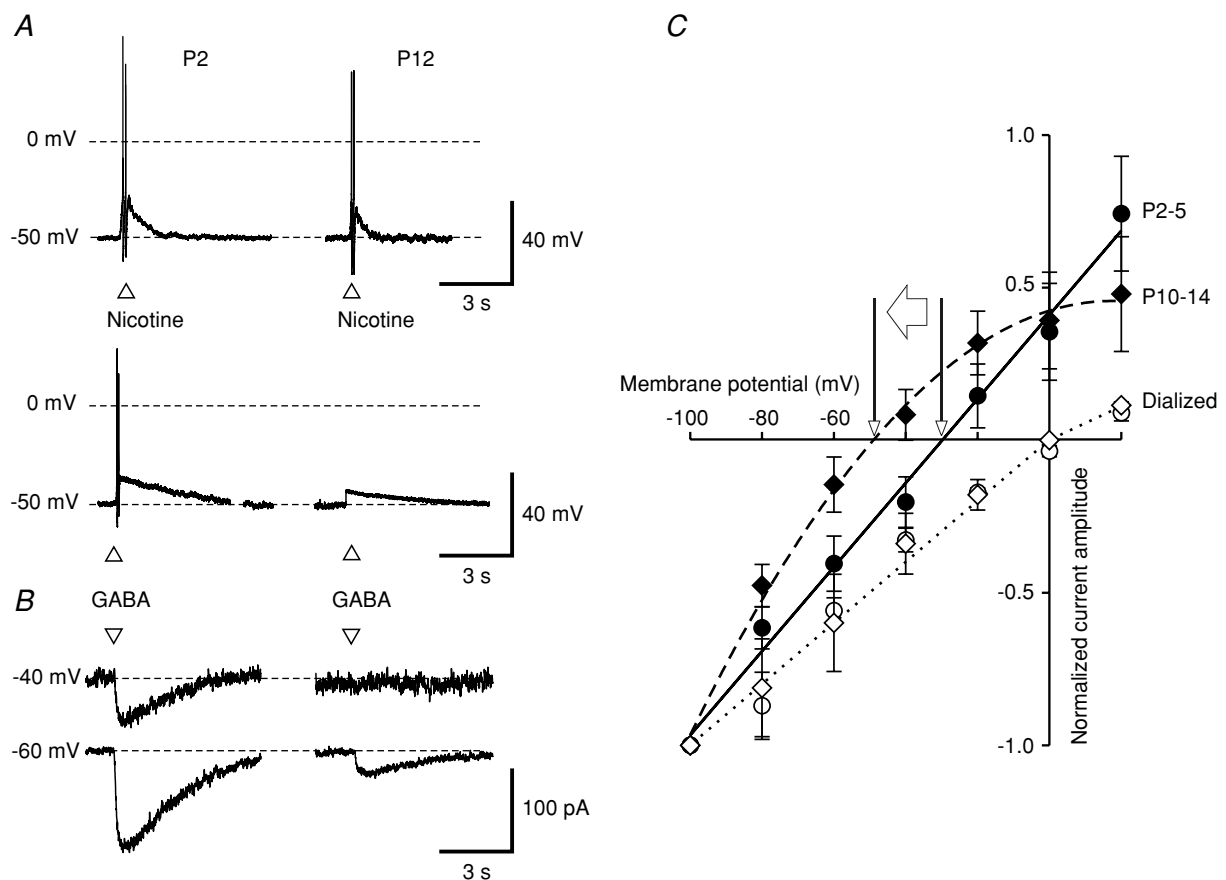 A
P2
P12
0 mV
-50 mV
40 mV
3 s
Nicotine
Nicotine
0 mV
-50 mV
40 mV
3 s
B
GABA
GABA
-40 mV
-60 mV
100 pA
3 s
C
1.0
P2-5
0.5
P10-14
Membrane potential (mV)
-100
-80
-60
Dialized
Normalized current amplitude
-0.5
-1.0